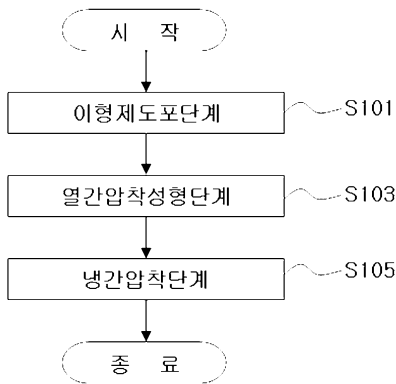 시 작
이형제도포단계 S101
열간압착성형단계 S103
냉간압착단계 S105
종 료